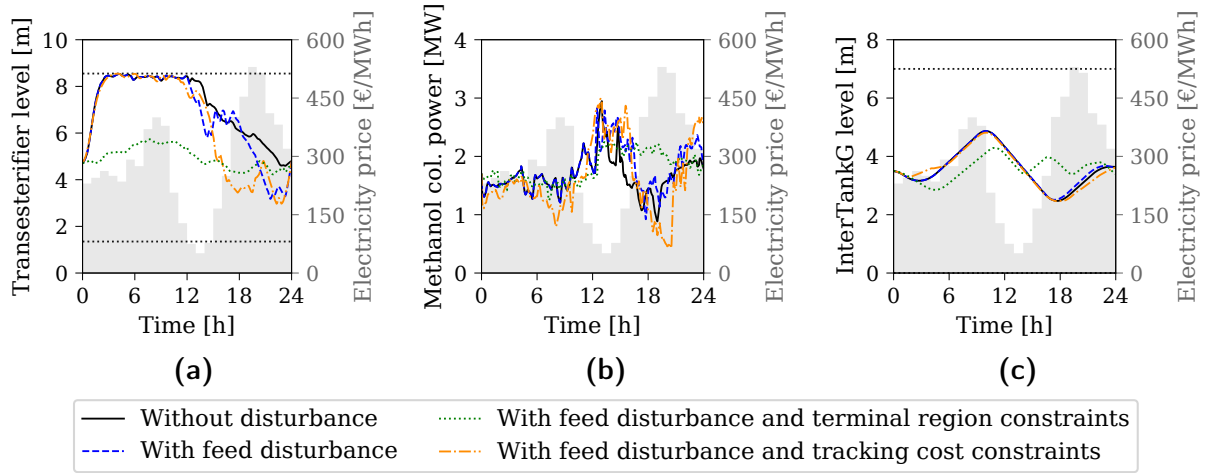 Transesterifier level [m]
10
8
6
4
2
0
0 6 12 18 24
Time [h]
600
450
300
150
0
Electricity price [€/MWh]
(a)
Methanol col. power [MW]
4
3
2
1
0
0 6 12 18 24
Time [h]
600
450
300
150
0
Electricity price [€/MWh]
(b)
InterTankG level [m]
8
6
4
2
0
0 6 12 18 24
Time [h]
600
450
300
150
0
Electricity price [€/MWh]
(c)
Without disturbance
With feed disturbance
With feed disturbance and terminal region constraints
With feed disturbance and tracking cost constraints